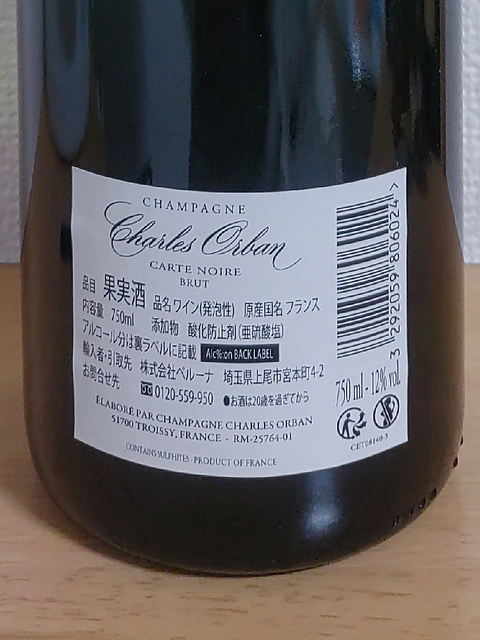 CHAMPAGNE
Charles Orban
CARTE NOIRE
BRUT
品目 果実酒 品名 ワイン(発泡性) 原産国名 フランス
内容量 750ml 添加物 酸化防止剤(亜硫酸塩)
アルコール分は裏ラベルに記載 Alc%:on BACK LABEL
輸入者・引取先 株式会社ベルーナ 埼玉県上尾市宮本町4-2
お問合せ先 0120-559-950 ●お酒は20歳を過ぎてから
ÉLABORÉ PAR CHAMPAGNE CHARLES ORBAN
51700 TROISSY, FRANCE - RM-25764-01
CONTAINS SULPHITES - PRODUCT OF FRANCE
3 292059 806024 >
750 ml - 12% vol.
CET08160-3